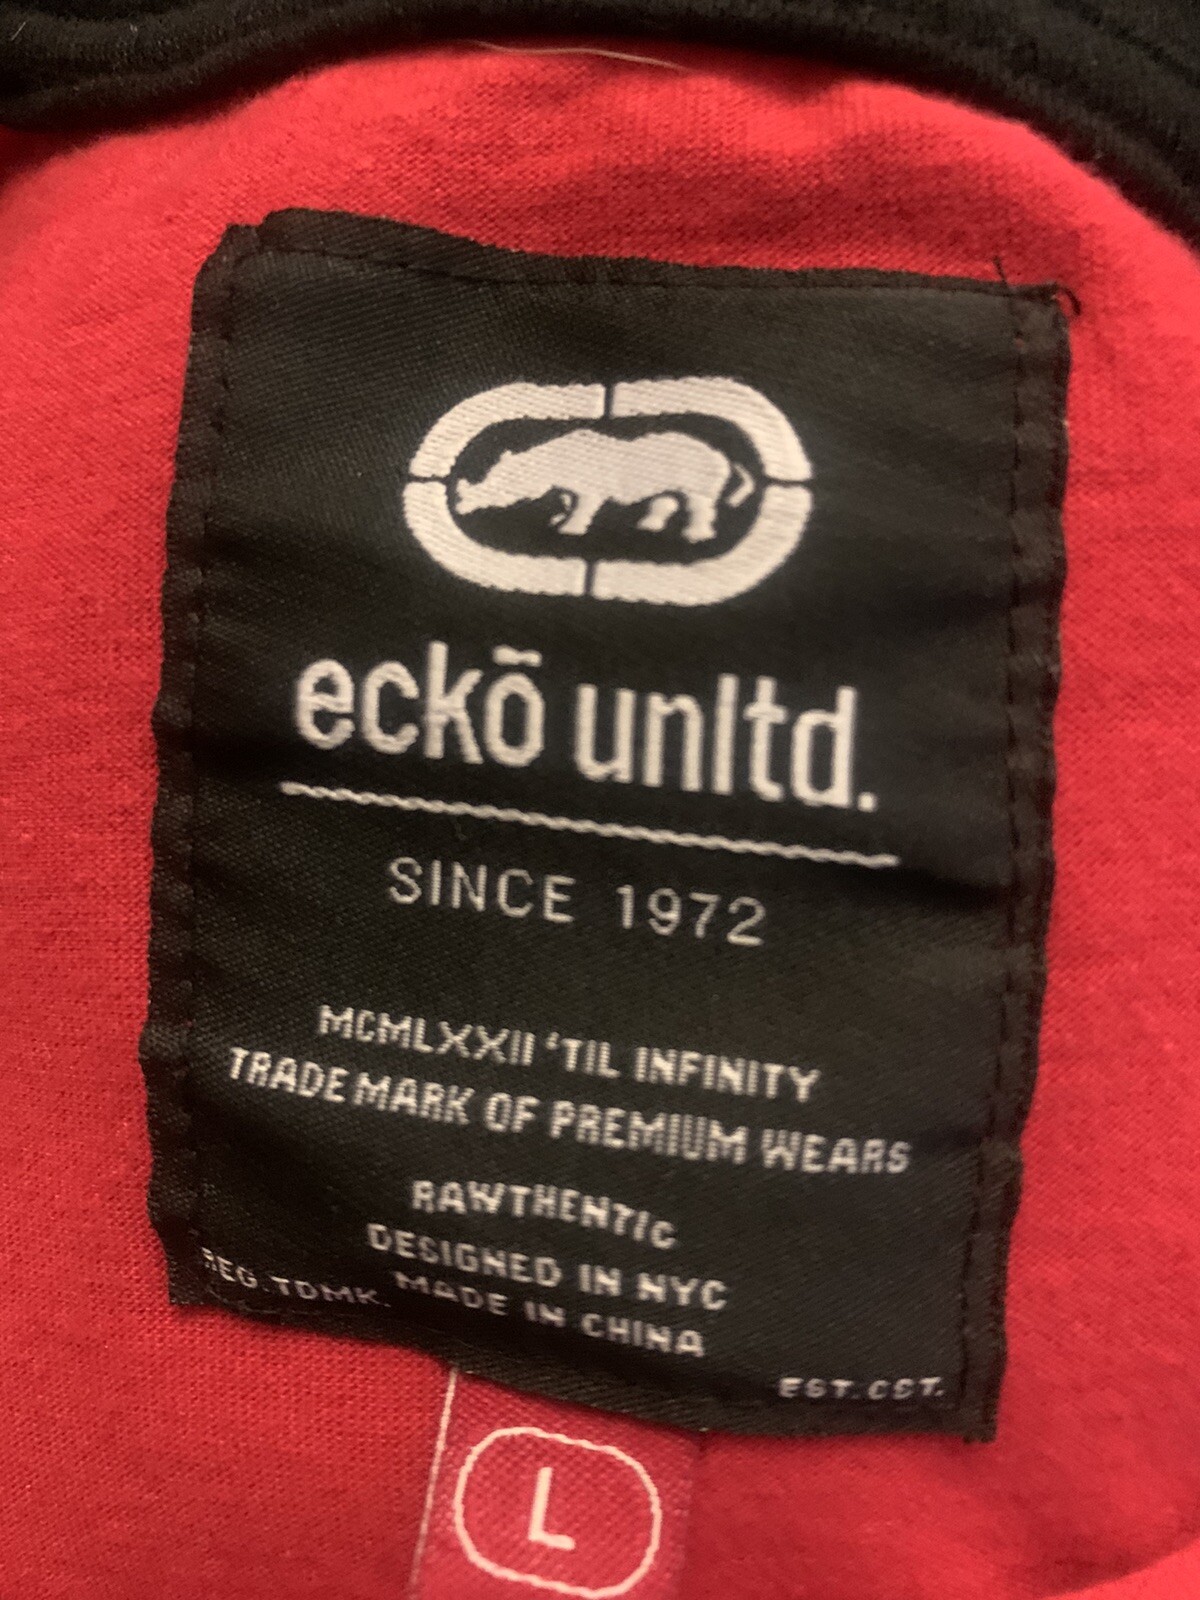 eckō unltd.
SINCE 1972
MCMLXXII 'TIL INFINITY
TRADE MARK OF PREMIUM WEARS
RAWTHENTIC
DESIGNED IN NYC
MADE IN CHINA
REG. TDMK.
EST. CST.
L